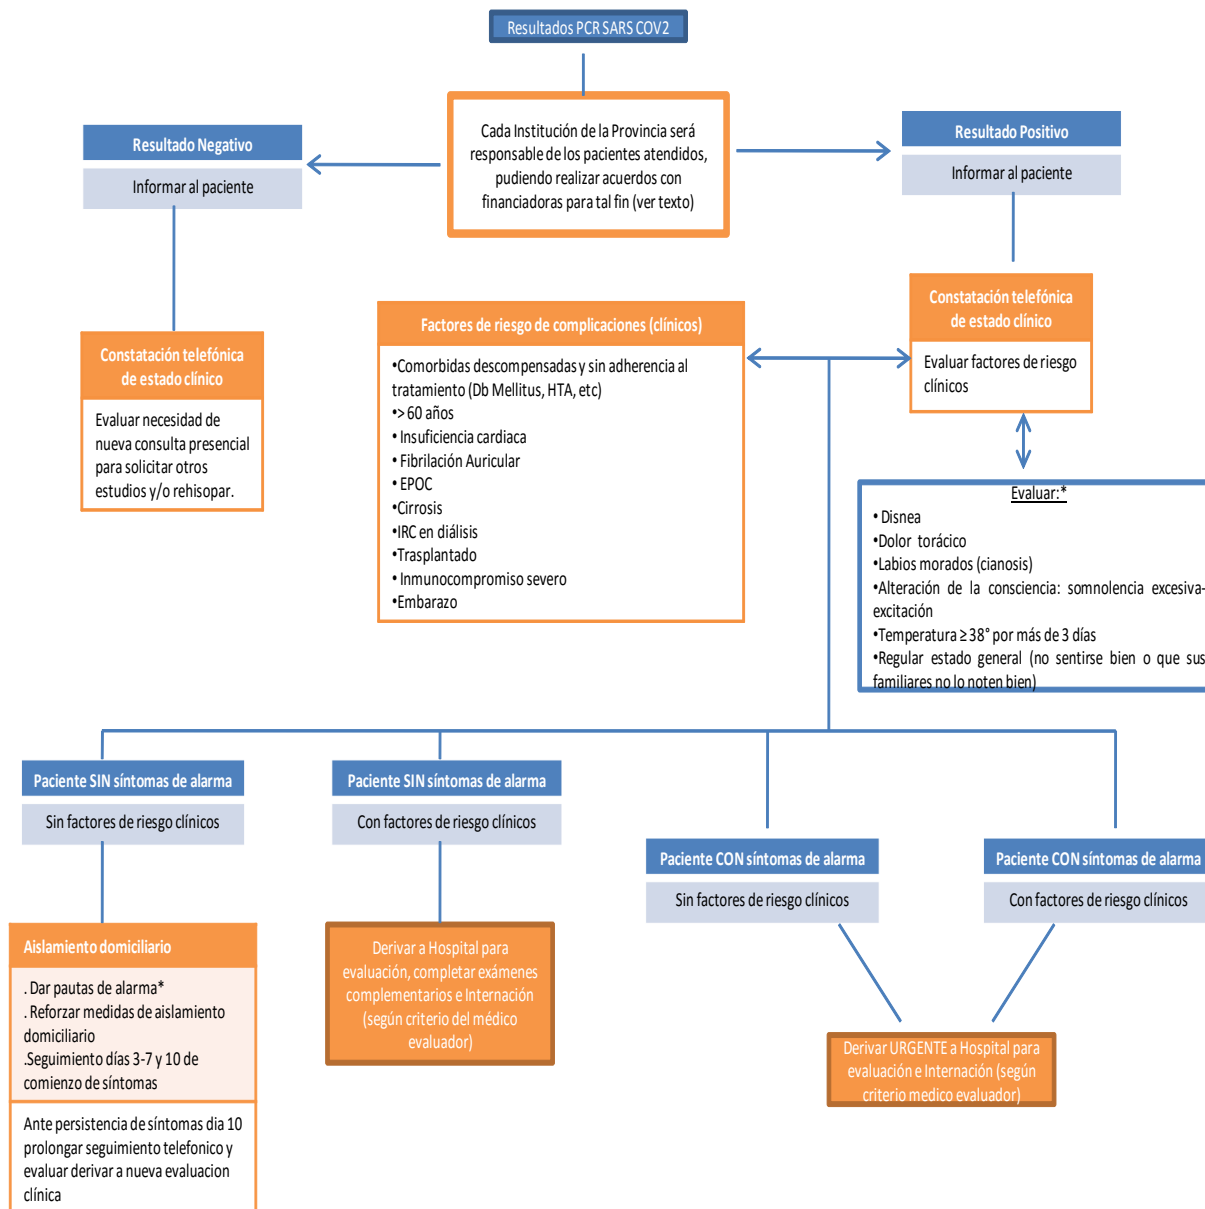 Resultados PCR SARS COV2
Cada Institución de la Provincia será
responsable de los pacientes atendidos,
pudiendo realizar acuerdos con
financiadoras para tal fin (ver texto)
Resultado Negativo
Informar al paciente
Resultado Positivo
Informar al paciente
Constatación telefónica
de estado clínico
Evaluar necesidad de
nueva consulta presencial
para solicitar otros
estudios y/o rehisopar.
Factores de riesgo de complicaciones (clínicos)
•Comorbidas descompensadas y sin adherencia al
tratamiento (Db Mellitus, HTA, etc)
•> 60 años
• Insuficiencia cardiaca
• Fibrilación Auricular
• EPOC
•Cirrosis
•IRC en diálisis
•Trasplantado
•Inmunocompromiso severo
•Embarazo
Constatación telefónica
de estado clínico
Evaluar factores de riesgo
clínicos
Evaluar:*
• Disnea
•Dolor torácico
•Labios morados (cianosis)
•Alteración de la consciencia: somnolencia excesiva-
excitación
•Temperatura ≥ 38° por más de 3 días
•Regular estado general (no sentirse bien o que sus
familiares no lo noten bien)
Paciente SIN síntomas de alarma
Sin factores de riesgo clínicos
Paciente SIN síntomas de alarma
Con factores de riesgo clínicos
Paciente CON síntomas de alarma
Sin factores de riesgo clínicos
Paciente CON síntomas de alarma
Con factores de riesgo clínicos
Aislamiento domiciliario
. Dar pautas de alarma*
. Reforzar medidas de aislamiento
domiciliario
.Seguimiento días 3-7 y 10 de
comienzo de síntomas
Ante persistencia de síntomas dia 10
prolongar seguimiento telefonico y
evaluar derivar a nueva evaluacion
clínica
Derivar a Hospital para
evaluación, completar exámenes
complementarios e Internación
(según criterio del médico
evaluador)
Derivar URGENTE a Hospital para
evaluación e Internación (según
criterio medico evaluador)